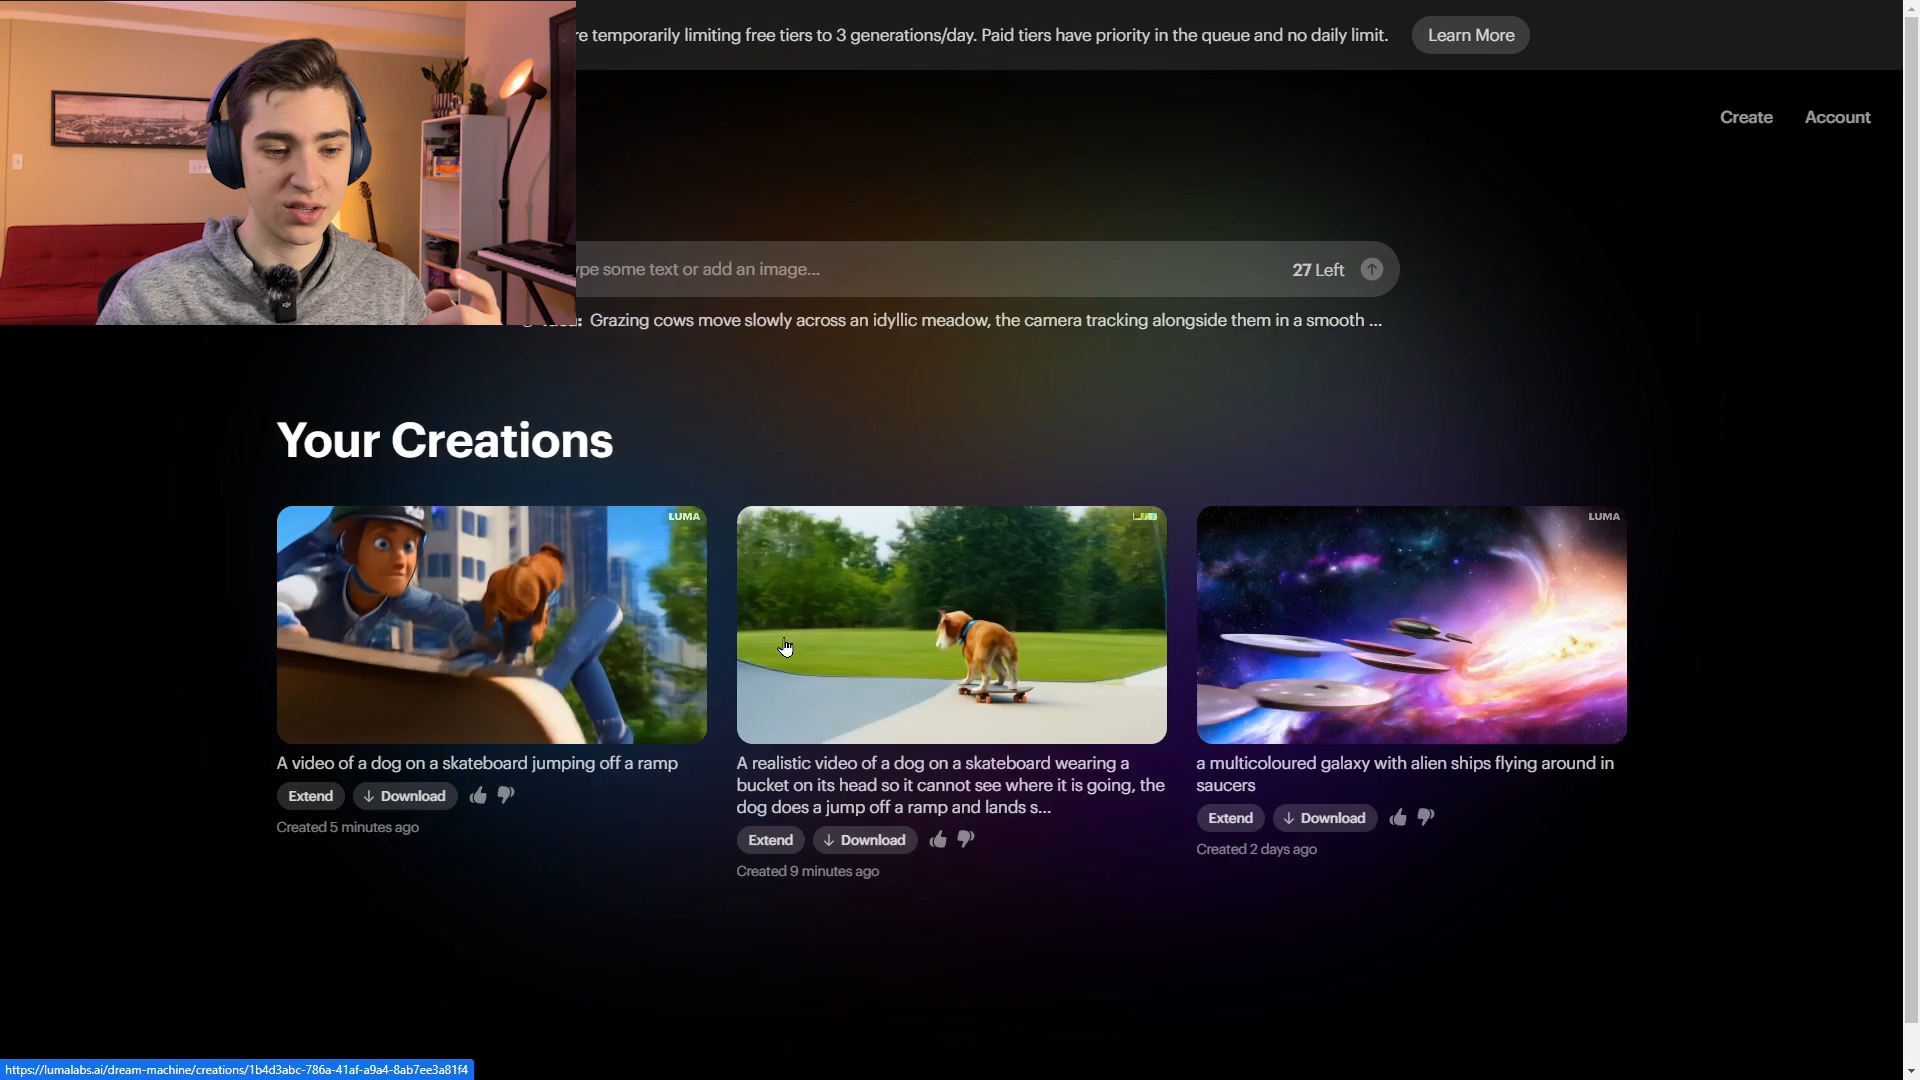 re temporarily limiting free tiers to 3 generations/day. Paid tiers have priority in the queue and no daily limit.
Learn More
Create
Account
ype some text or add an image...
27 Left
Grazing cows move slowly across an idyllic meadow, the camera tracking alongside them in a smooth ...
Your Creations
LUMA
LUMA
A video of a dog on a skateboard jumping off a ramp
Extend
Download
Created 5 minutes ago
A realistic video of a dog on a skateboard wearing a
bucket on its head so it cannot see where it is going, the
dog does a jump off a ramp and lands s...
Extend
Download
Created 9 minutes ago
a multicoloured galaxy with alien ships flying around in
saucers
Extend
Download
Created 2 days ago
https://lumalabs.ai/dream-machine/creations/1b4d3abc-786a-41af-a9a4-8ab7ee3a81f4